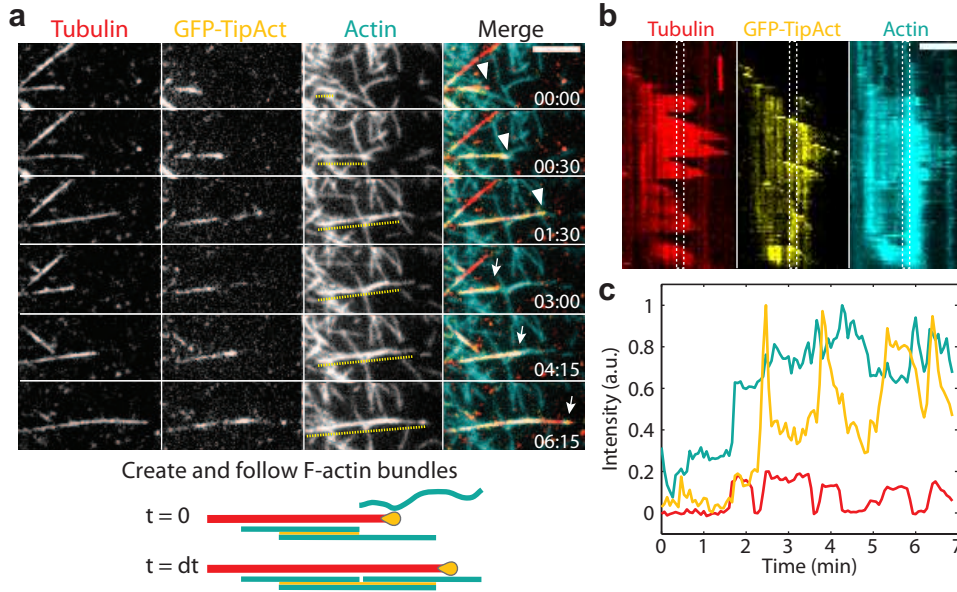 a
Tubulin GFP-TipAct Actin Merge
00:00
00:30
01:30
03:00
04:15
06:15
Create and follow F-actin bundles
t = 0
t = dt
b
Tubulin GFP-TipAct Actin
c
Intensity (a.u.)
1
0.8
0.6
0.4
0.2
0
0 1 2 3 4 5 6 7
Time (min)